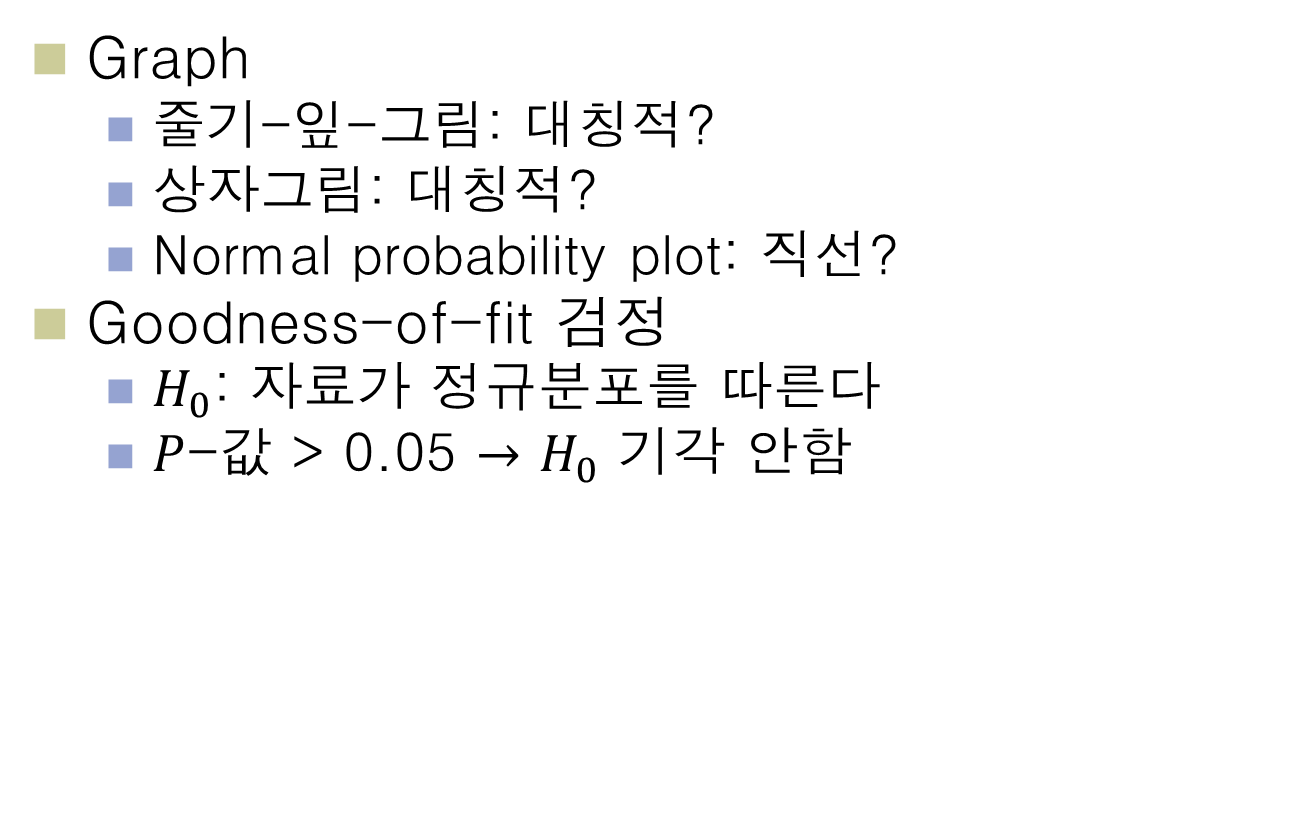 Graph
줄기-잎-그림: 대칭적?
상자그림: 대칭적?
Normal probability plot: 직선?
Goodness-of-fit 검정
H₀: 자료가 정규분포를 따른다
P-값 > 0.05 → H₀ 기각 안함